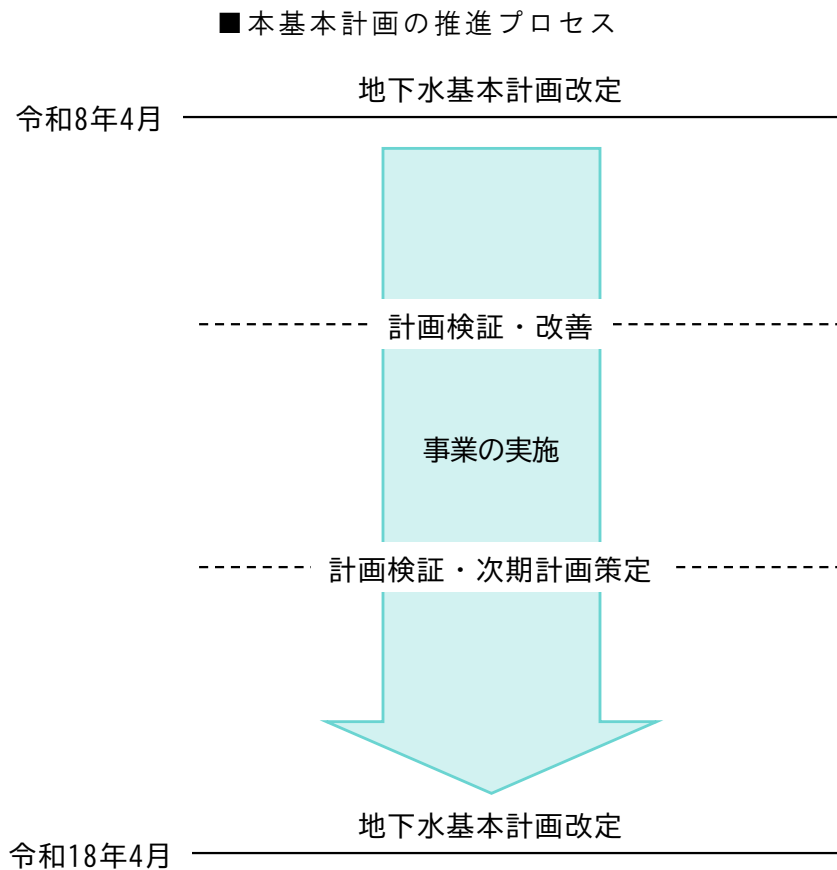 ■本基本計画の推進プロセス
地下水基本計画改定
令和8年4月
計画検証・改善
事業の実施
計画検証・次期計画策定
地下水基本計画改定
令和18年4月